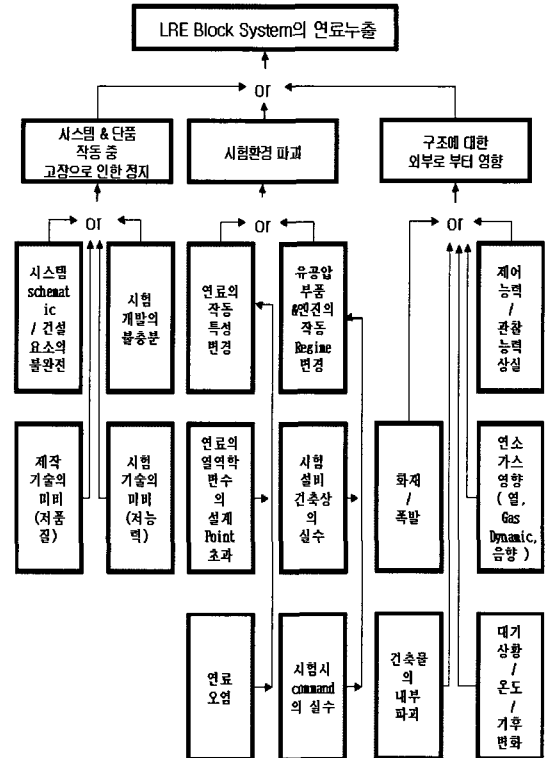 LRE Block System의 연료누출
or
시스템 & 단품
작동 중
고장으로 인한 정지
시험환경 파괴
구조에 대한
외부로 부터 영향
or
or
or
시스템
schemat
ic
/ 건설
요소의
불완전
시험
개발의
불충분
연료의
작동
특성
변경
유공압
부품
&엔진의
작동
Regime
변경
제어
능력
/
관찰
능력
상실
제작
기술의
미비
(저품
질)
시험
기술의
미비
(저능
력)
연료의
열역학
변수
의
설계
Point
초과
시험
설비
건축상
의
실수
화재
/
폭발
연소
가스
영향
( 열,
Gas
Dynamic,
음향 )
연료
오염
시험시
command
의 실수
건축물
의
내부
파괴
대기
상황
/
온도
/
기후
변화